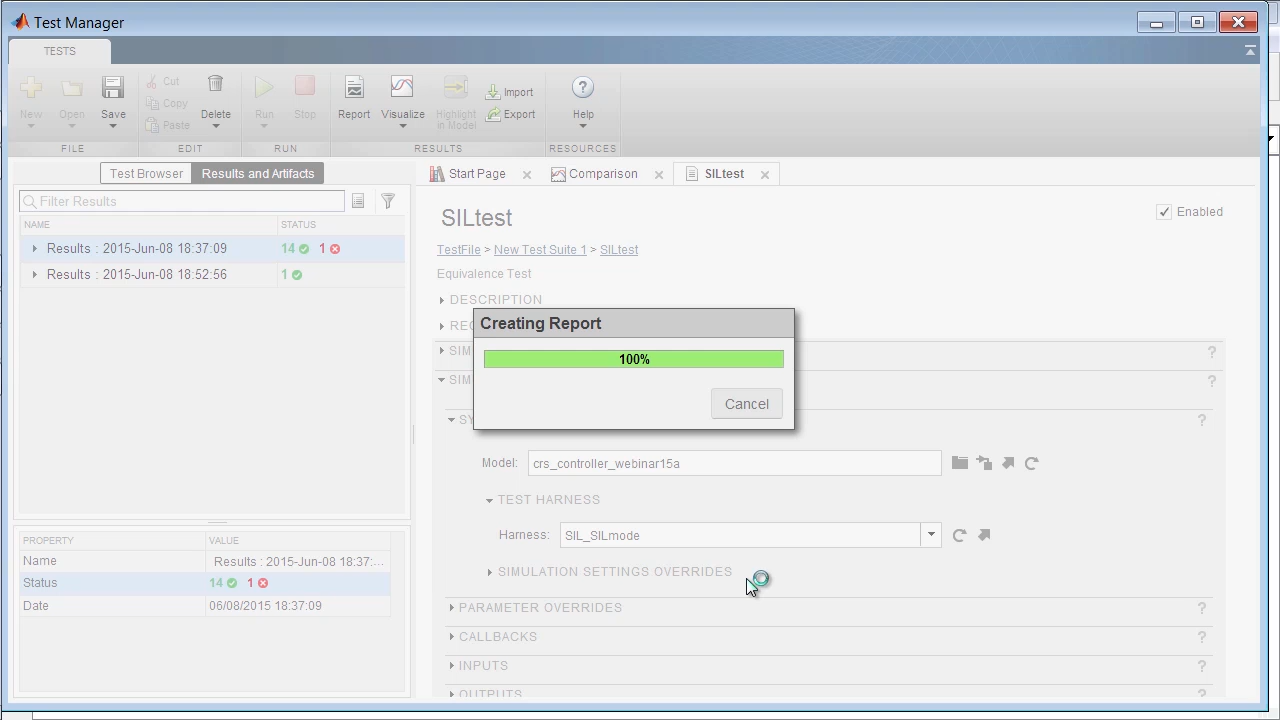 Test Manager
TESTS
New
Open
Save
Cut
Copy
Paste
Delete
Run
Stop
Report
Visualize
Highlight in Model
Import
Export
Help
FILE
EDIT
RUN
RESULTS
RESOURCES
Test Browser
Results and Artifacts
Filter Results
NAME STATUS
Results : 2015-Jun-08 18:37:09 14 1
Results : 2015-Jun-08 18:52:56 1
PROPERTY VALUE
Name Results : 2015-Jun-08 18:37:...
Status 14 1
Date 06/08/2015 18:37:09
Start Page
Comparison
SILtest
SILtest
Enabled
TestFile > New Test Suite 1 > SILtest
Equivalence Test
DESCRIPTION
REC
SIM ?
SIM ?
SY ?
Creating Report
100%
Cancel
Model: crs_controller_webinar15a
TEST HARNESS
Harness: SIL_SILmode
SIMULATION SETTINGS OVERRIDES
PARAMETER OVERRIDES ?
CALLBACKS ?
INPUTS ?
OUTPUTS ?